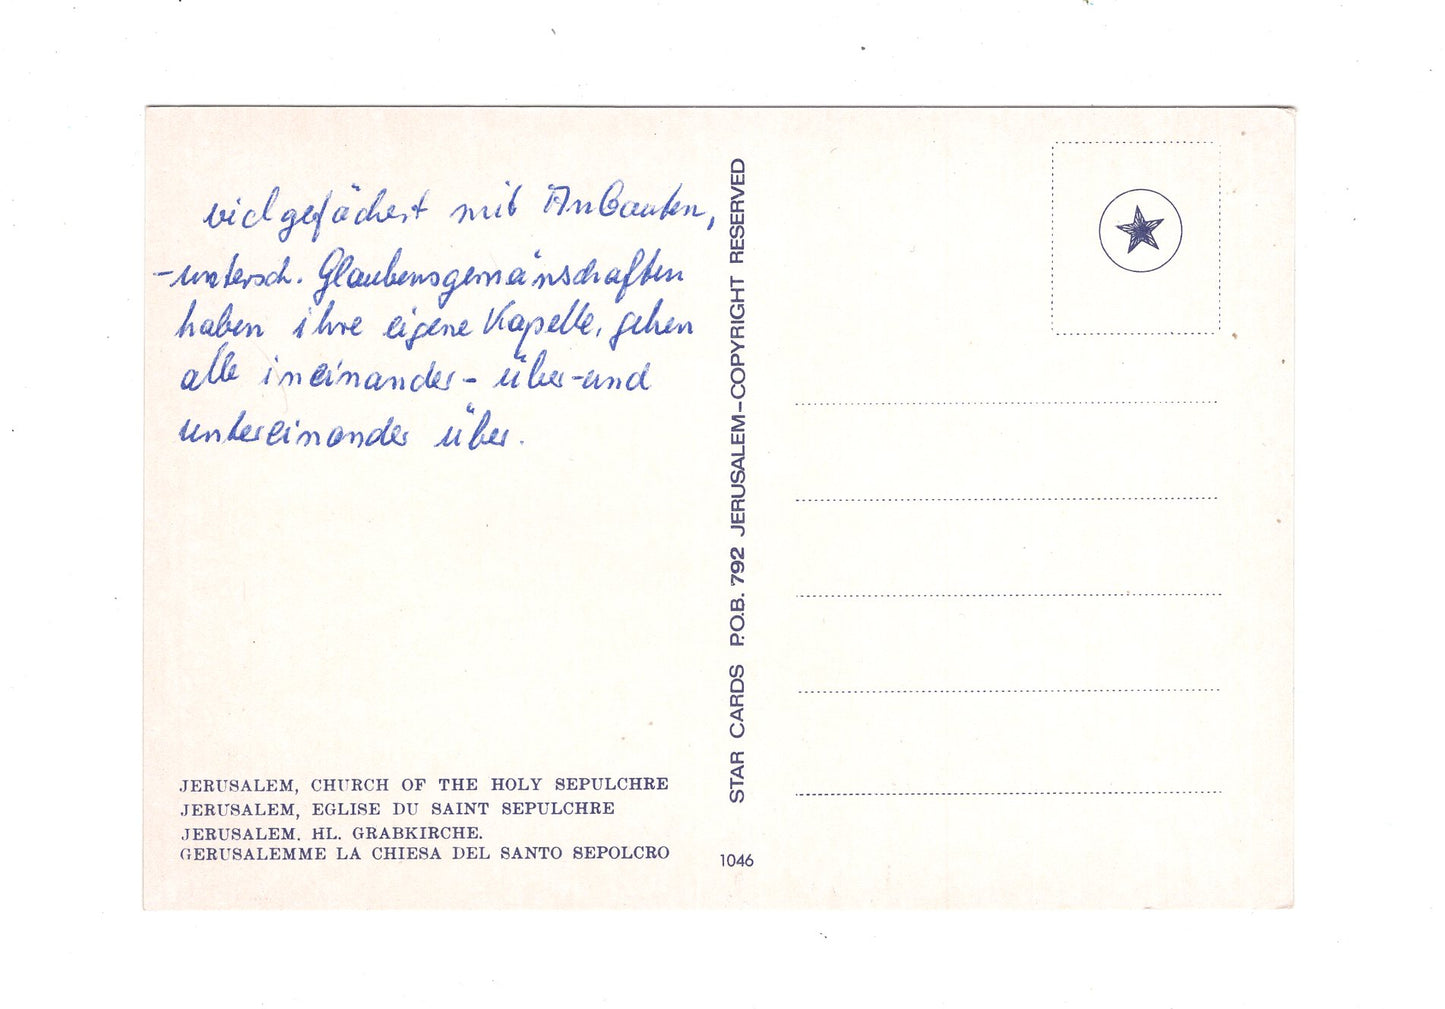 vielgefächert mit Anbauten,
-untersch. Glaubensgemeinschaften
haben ihre eigene Kapelle, gehen
alle ineinander- über-und
untereinander über.
JERUSALEM, CHURCH OF THE HOLY SEPULCHRE
JERUSALEM, EGLISE DU SAINT SEPULCHRE
JERUSALEM. HL. GRABKIRCHE.
GERUSALEMME LA CHIESA DEL SANTO SEPOLCRO
STAR CARDS P.O.B. 792 JERUSALEM–COPYRIGHT RESERVED
1046